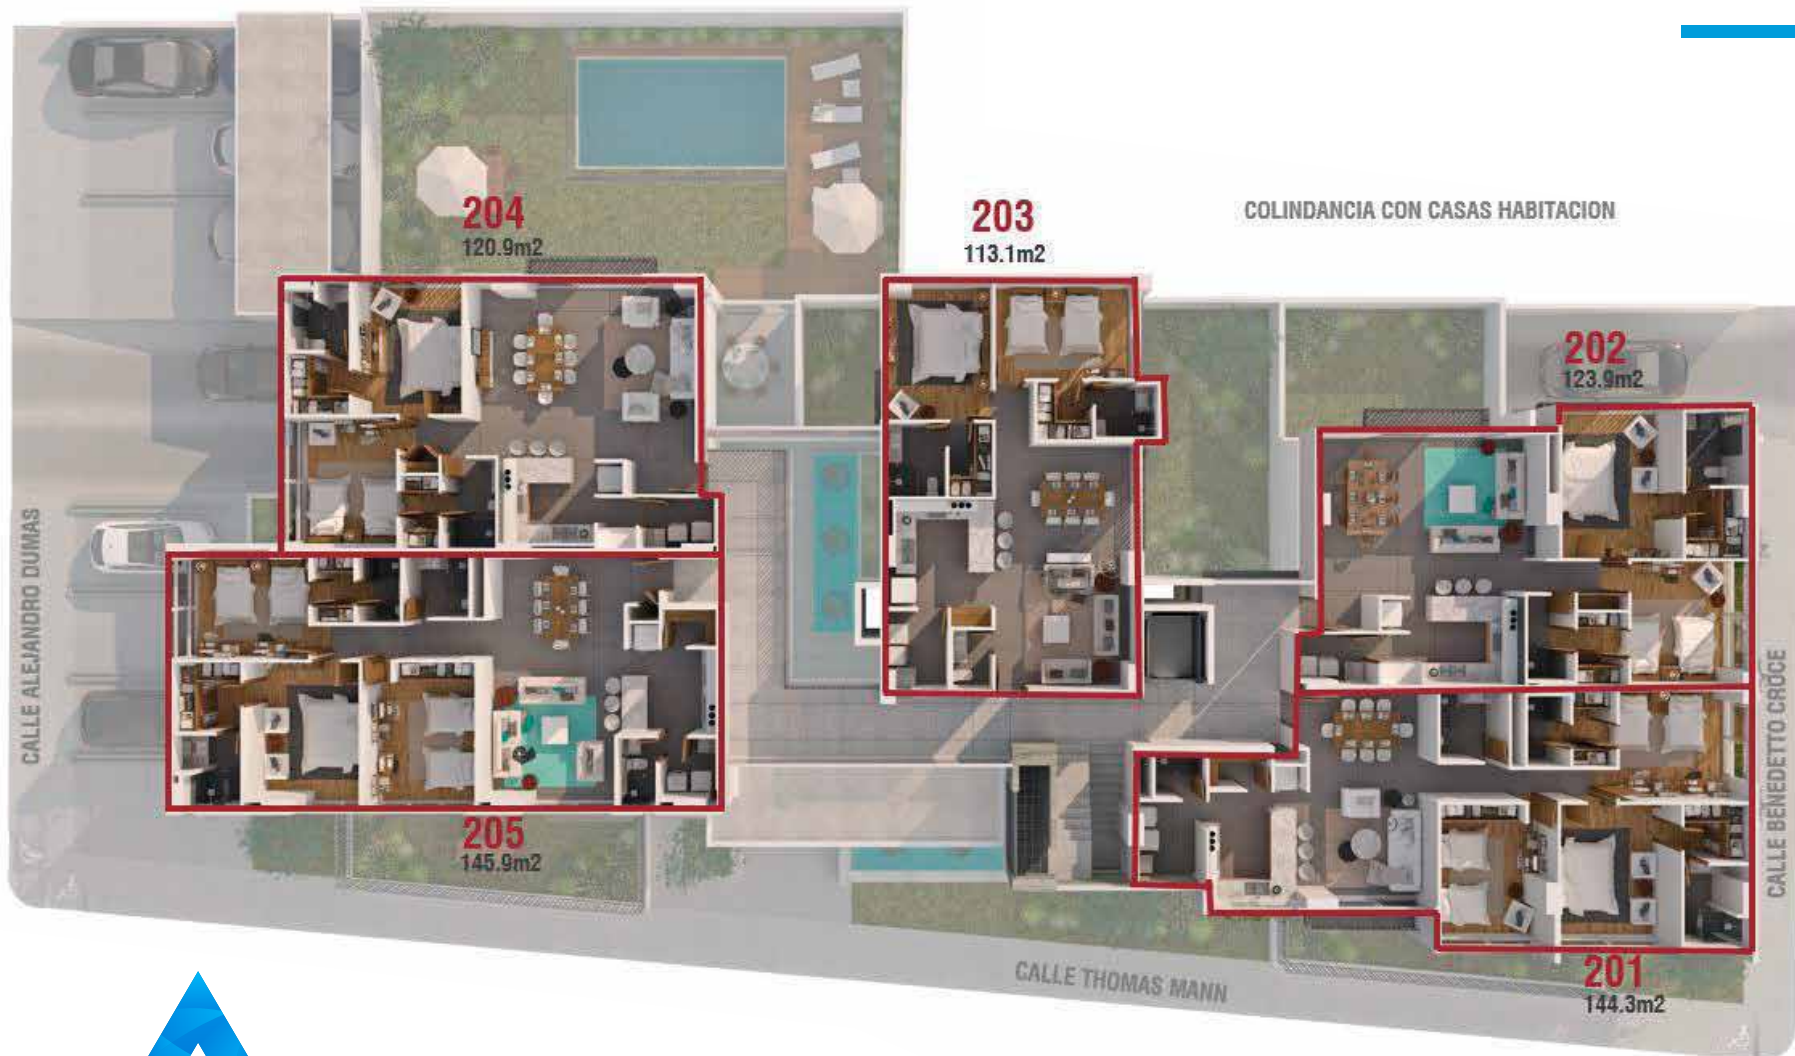 204
120.9m2
203
113.1m2
COLINDANCIA CON CASAS HABITACION
202
123.9m2
CALLE ALEJANDRO DUMAS
CALLE BENEDETTO CROCE
205
145.9m2
201
144.3m2
CALLE THOMAS MANN